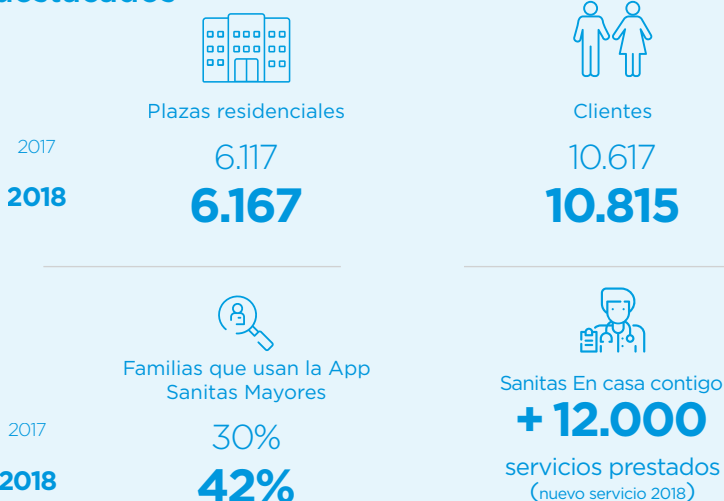 destacados
Plazas residenciales
Clientes
2017
6.117
10.617
2018
6.167
10.815
Familias que usan la App
Sanitas Mayores
Sanitas En casa contigo
+ 12.000
2017
30%
servicios prestados
2018
42%
(nuevo servicio 2018)